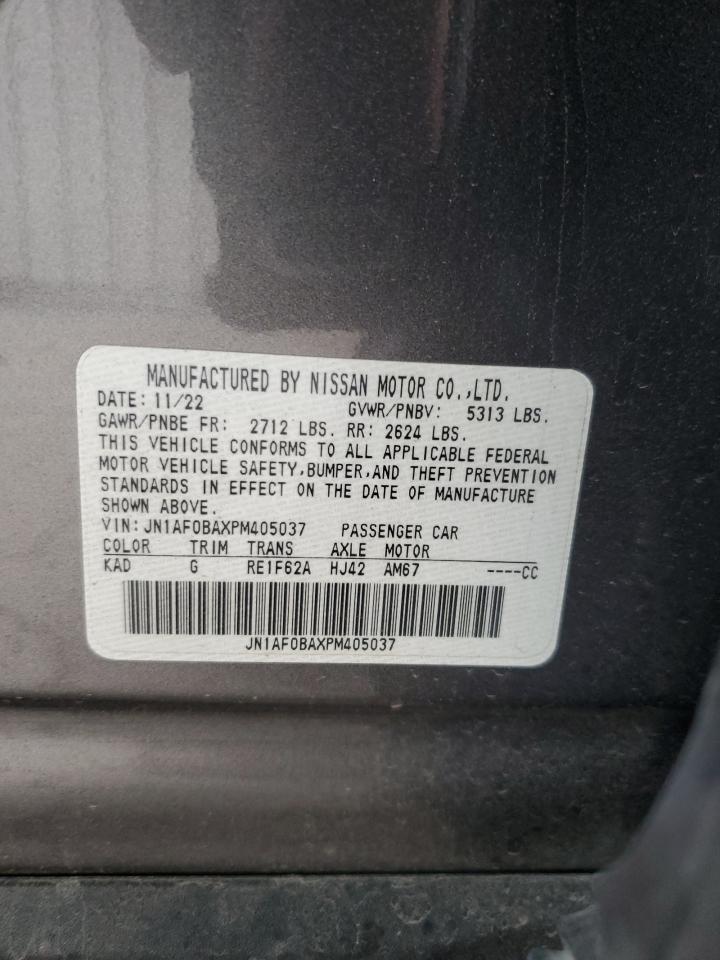 MANUFACTURED BY NISSAN MOTOR CO.,LTD.
DATE: 11/22 GVWR/PNBV: 5313 LBS.
GAWR/PNBE FR: 2712 LBS. RR: 2624 LBS.
THIS VEHICLE CONFORMS TO ALL APPLICABLE FEDERAL
MOTOR VEHICLE SAFETY,BUMPER,AND THEFT PREVENTION
STANDARDS IN EFFECT ON THE DATE OF MANUFACTURE
SHOWN ABOVE.
VIN: JN1AF0BAXPM405037 PASSENGER CAR
COLOR TRIM TRANS AXLE MOTOR
KAD G RE1F62A HJ42 AM67 ----CC
JN1AF0BAXPM405037